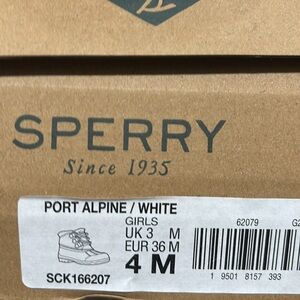 SPERRY
Since 1935
PORT ALPINE / WHITE
GIRLS
62079
UK 3 M
EUR 36 M
4 M
SCK166207
1 9501 8157 393